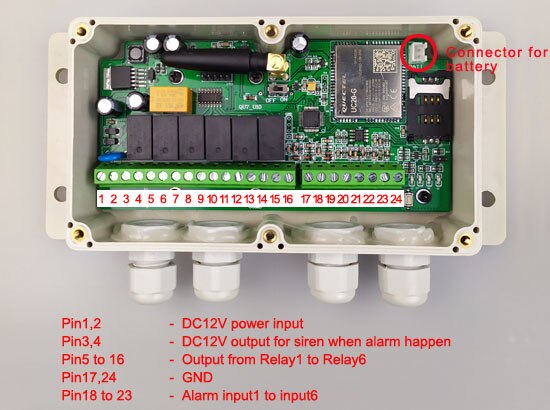 Connector for
battery
QUECTEL
UC20-G
OFF ON
1 2 3 4 5 6 7 8 9 10 11 12 13 14 15 16 17 18 19 20 21 22 23 24
Pin1,2 - DC12V power input
Pin3,4 - DC12V output for siren when alarm happen
Pin5 to 16 - Output from Relay1 to Relay6
Pin17,24 - GND
Pin18 to 23 - Alarm input1 to input6